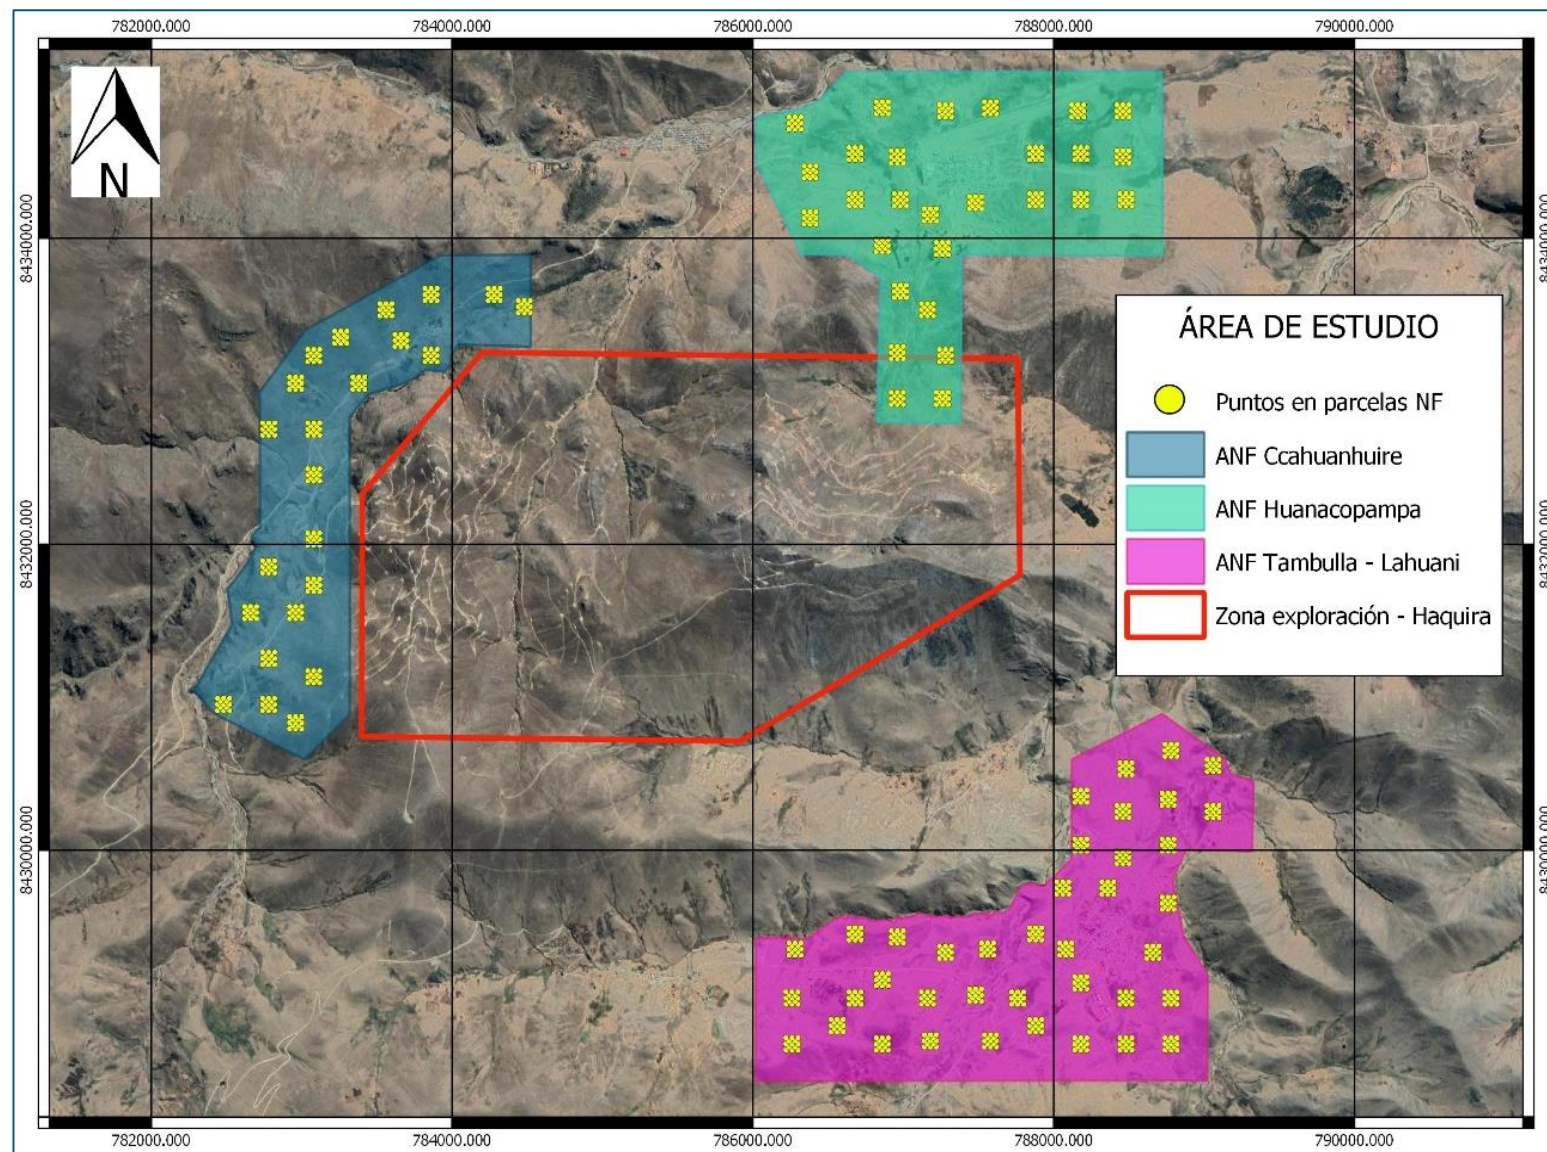 782000.000 784000.000 786000.000 788000.000 790000.000
N
8434000.000 8434000.000
ÁREA DE ESTUDIO
Puntos en parcelas NF
ANF Ccahuanhuire
ANF Huanacopampa
ANF Tambulla - Lahuani
Zona exploración - Haquira
8432000.000 8432000.000
8430000.000 8430000.000
782000.000 784000.000 786000.000 788000.000 790000.000